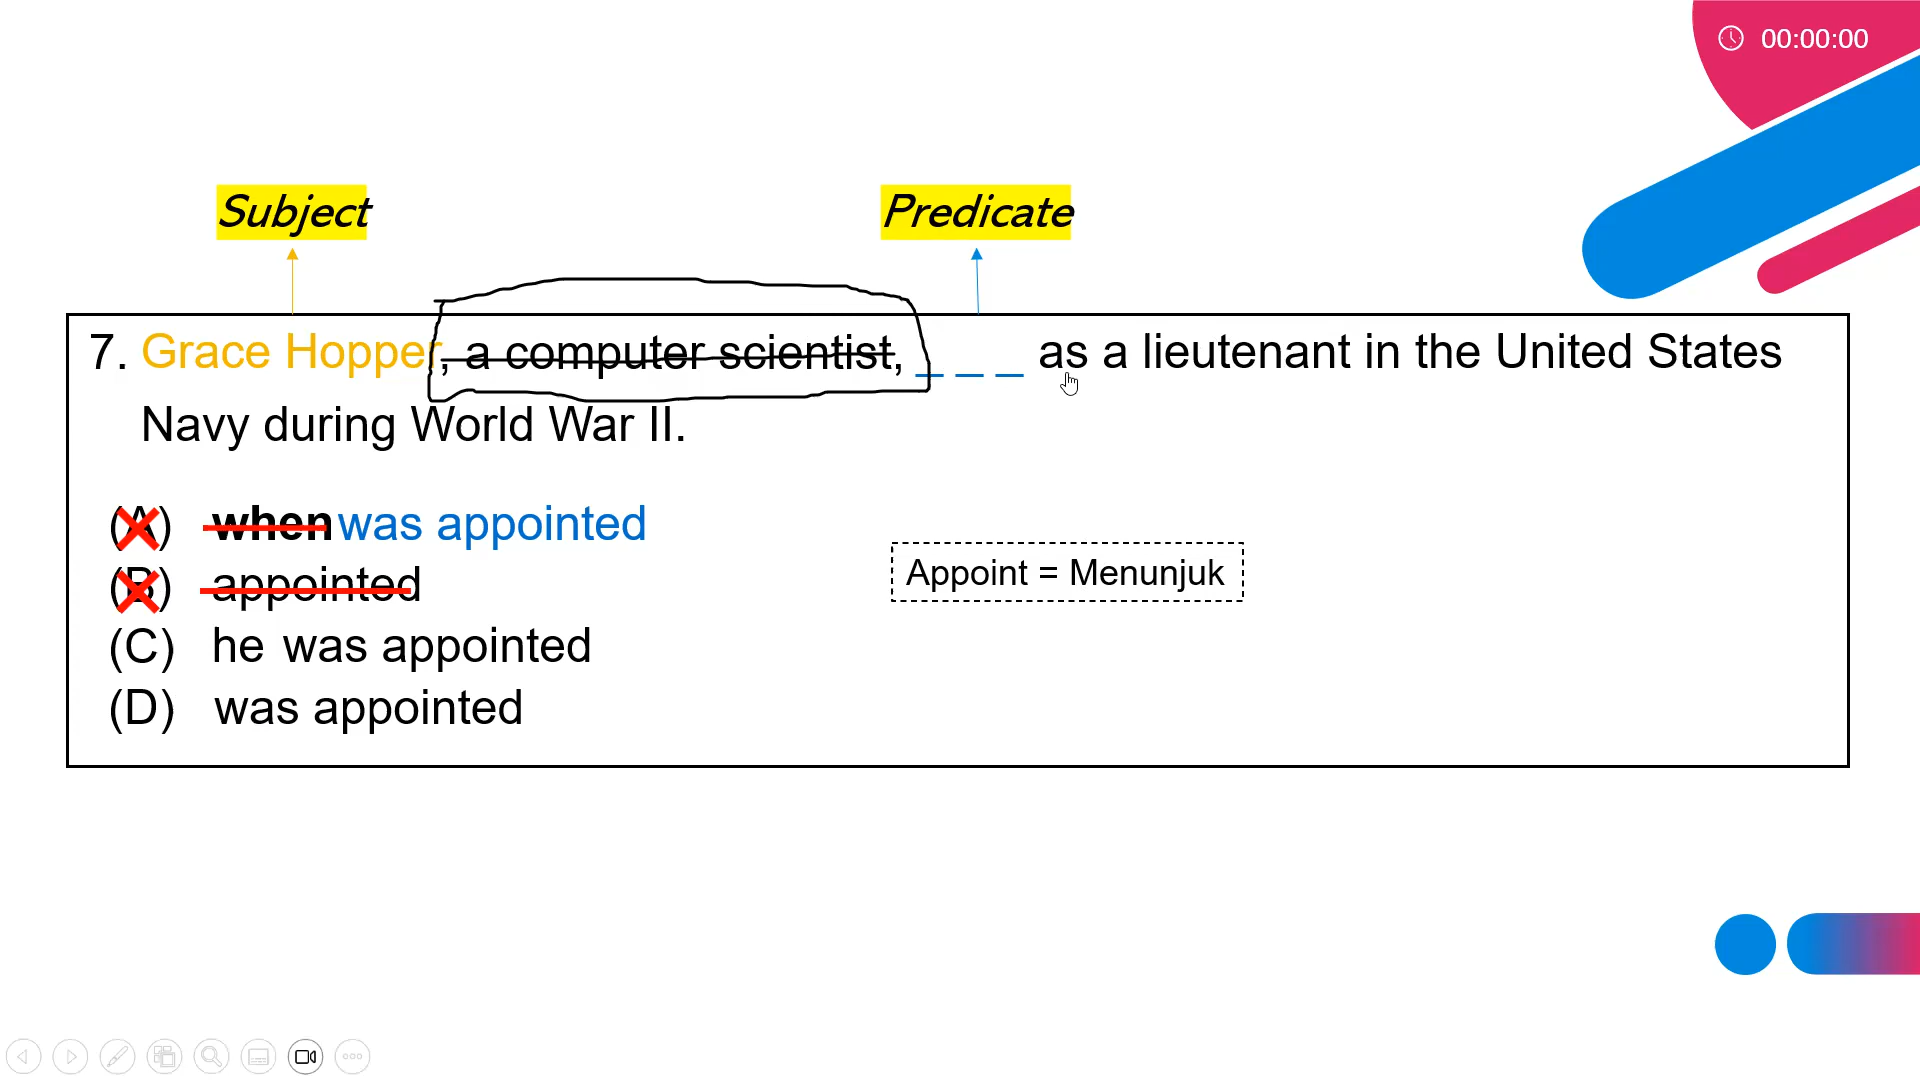 00:00:00
Subject Predicate
7. Grace Hopper, a computer scientist, _ _ _ as a lieutenant in the United States
Navy during World War II.
(A) when was appointed
(B) appointed
(C) he was appointed
(D) was appointed
Appoint = Menunjuk